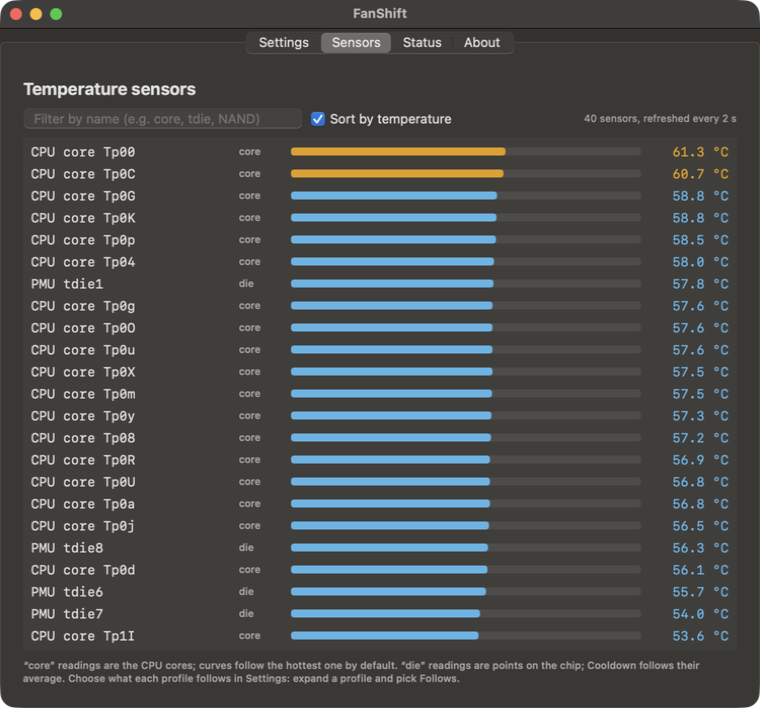 FanShift
Settings Sensors Status About
Temperature sensors
Filter by name (e.g. core, tdie, NAND) Sort by temperature 40 sensors, refreshed every 2 s
CPU core Tp00 core 61.3 °C
CPU core Tp0C core 60.7 °C
CPU core Tp0G core 58.8 °C
CPU core Tp0K core 58.8 °C
CPU core Tp0p core 58.5 °C
CPU core Tp04 core 58.0 °C
PMU tdie1 die 57.8 °C
CPU core Tp0g core 57.6 °C
CPU core Tp0O core 57.6 °C
CPU core Tp0u core 57.6 °C
CPU core Tp0X core 57.5 °C
CPU core Tp0m core 57.5 °C
CPU core Tp0y core 57.3 °C
CPU core Tp08 core 57.2 °C
CPU core Tp0R core 56.9 °C
CPU core Tp0U core 56.8 °C
CPU core Tp0a core 56.8 °C
CPU core Tp0j core 56.5 °C
PMU tdie8 die 56.3 °C
CPU core Tp0d core 56.1 °C
PMU tdie6 die 55.7 °C
PMU tdie7 die 54.0 °C
CPU core Tp1I core 53.6 °C
“core” readings are the CPU cores; curves follow the hottest one by default. “die” readings are points on the chip; Cooldown follows their
average. Choose what each profile follows in Settings: expand a profile and pick Follows.